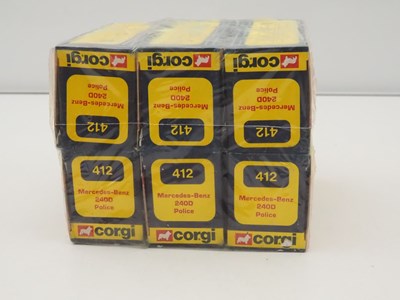 corgi
corgi
corgi
Mercedes-Benz
240D
Police
Mercedes-Benz
240D
Police
Mercedes-Benz
240D
Police
412
412
412
412
412
412
Mercedes-Benz
240D
Police
Mercedes-Benz
240D
Police
Mercedes-Benz
240D
Police
corgi
corgi
corgi